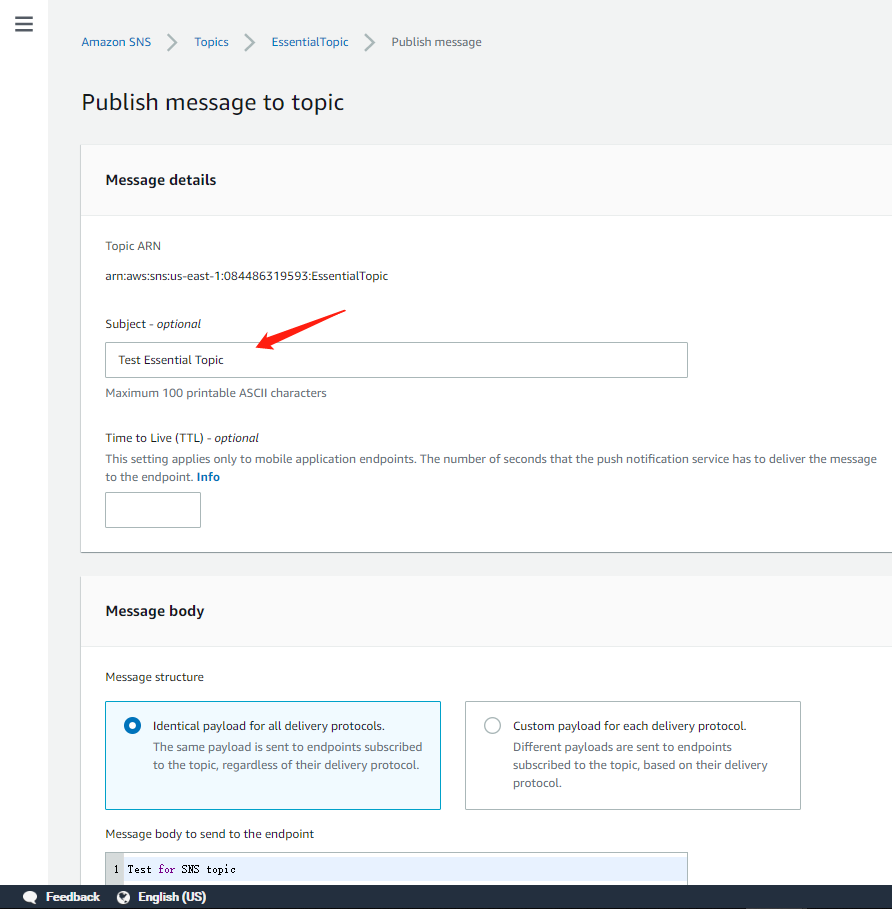 Amazon SNS Topics EssentialTopic Publish message
Publish message to topic
Message details
Topic ARN
arn:aws:sns:us-east-1:084486319593:EssentialTopic
Subject - optional
Test Essential Topic
Maximum 100 printable ASCII characters
Time to Live (TTL) - optional
This setting applies only to mobile application endpoints. The number of seconds that the push notification service has to deliver the message
to the endpoint. Info
Message body
Message structure
Identical payload for all delivery protocols.
The same payload is sent to endpoints subscribed
to the topic, regardless of their delivery protocol.
Custom payload for each delivery protocol.
Different payloads are sent to endpoints
subscribed to the topic, based on their delivery
protocol.
Message body to send to the endpoint
1 Test for SNS topic
Feedback English (US)